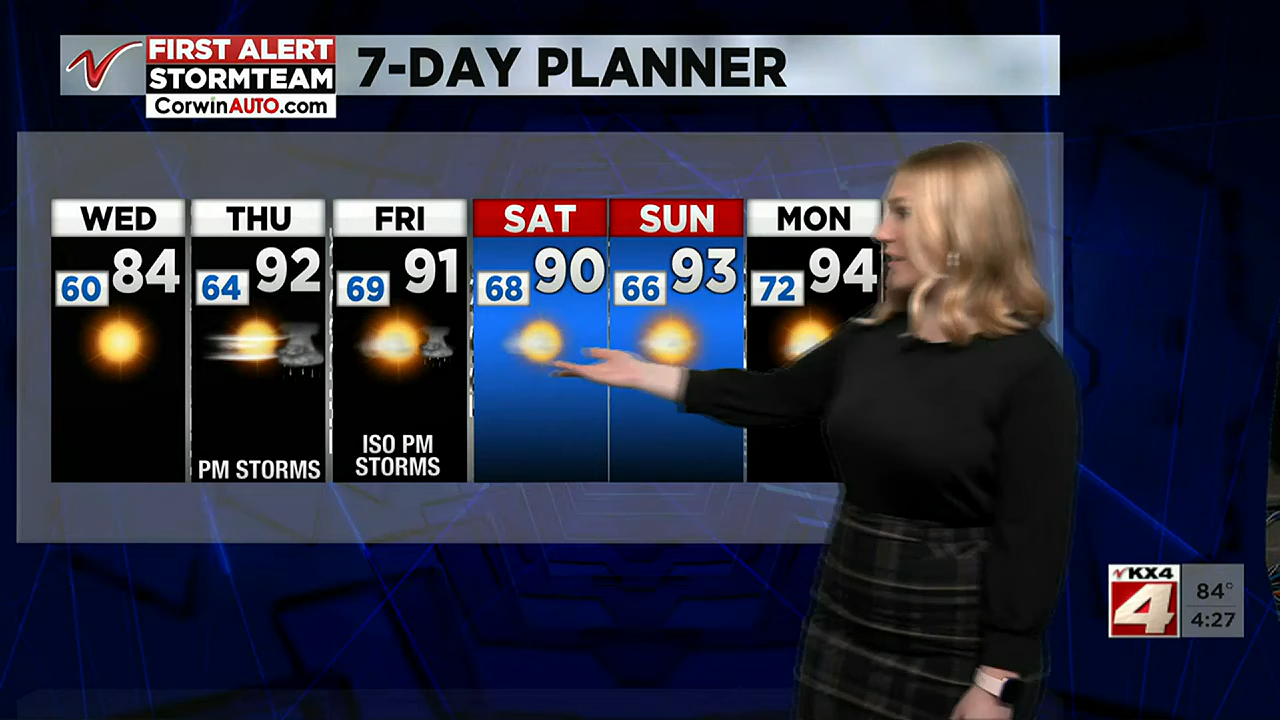 FIRST ALERT
STORMTEAM
CorwinAUTO.com
7-DAY PLANNER
WED
THU
FRI
SAT
SUN
MON
60 84
64 92
69 91
68 90
66 93
72 94
PM STORMS
ISO PM
STORMS
KX4
4
84°
4:27